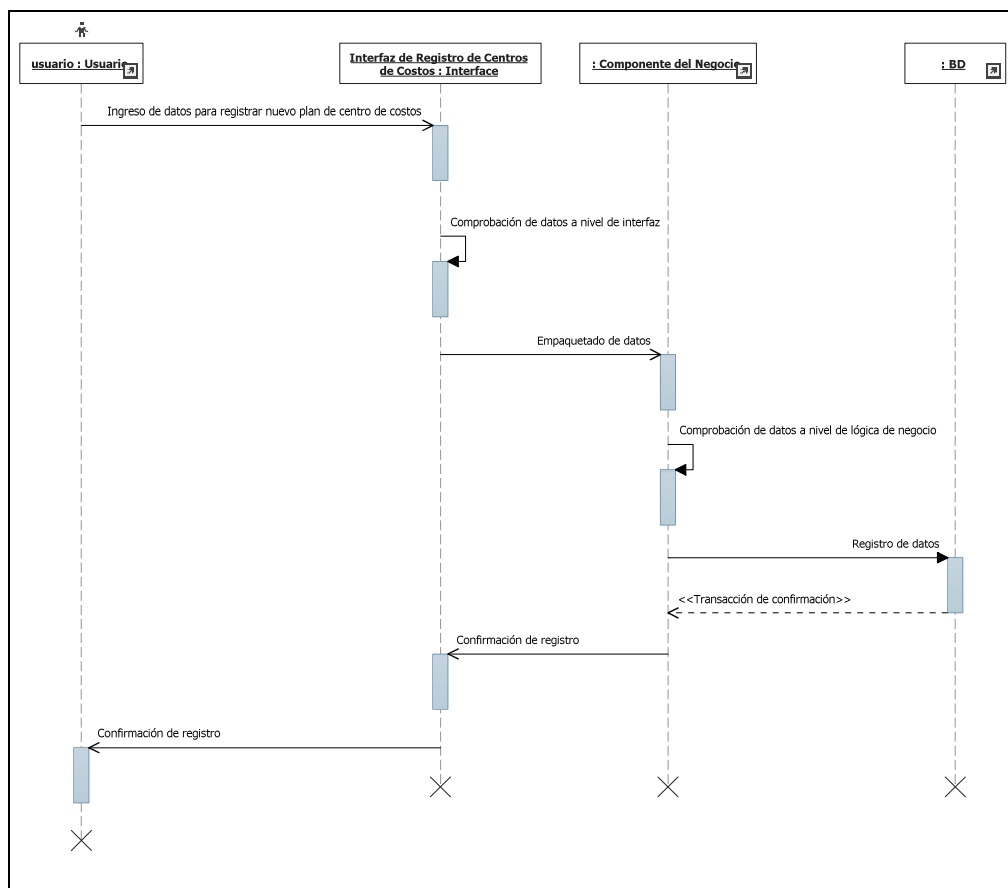 usuario : Usuario
Interfaz de Registro de Centros
de Costos : Interface
: Componente del Negocio
: BD
Ingreso de datos para registrar nuevo plan de centro de costos
Comprobación de datos a nivel de interfaz
Empaquetado de datos
Comprobación de datos a nivel de lógica de negocio
Registro de datos
<<Transacción de confirmación>>
Confirmación de registro
Confirmación de registro